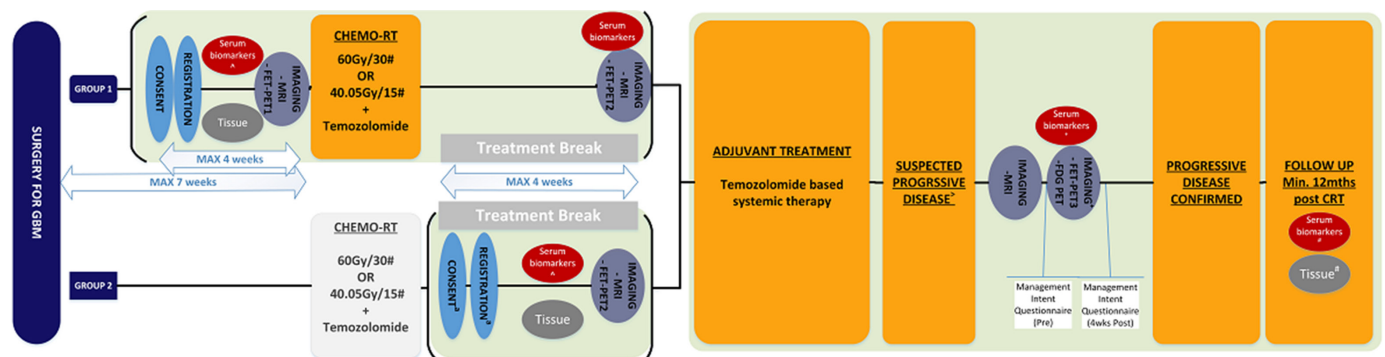 SURGERY FOR GBM
GROUP 1
CONSENT
REGISTRATION
Serum
biomarkers
^
Tissue
IMAGING
- MRI
- FET-PET1
CHEMO-RT
60Gy/30#
OR
40.05Gy/15#
+
Temozolomide
Serum
biomarkers
IMAGING
- MRI
- FET-PET2
MAX 4 weeks
MAX 7 weeks
Treatment Break
MAX 4 weeks
Treatment Break
GROUP 2
CHEMO-RT
60Gy/30#
OR
40.05Gy/15#
+
Temozolomide
CONSENTª
REGISTRATIONª
Serum
biomarkers
^
Tissue
IMAGING
- MRI
- FET-PET2
ADJUVANT TREATMENT
Temozolomide based
systemic therapy
SUSPECTED
PROGRSSIVE
DISEASE>
IMAGING
-MRI
Serum
biomarkers
*
IMAGING*
- FET-PET3
-FDG PET
Management
Intent
Questionnaire
(Pre)
Management
Intent
Questionnaire
(4wks Post)
PROGRESSIVE
DISEASE
CONFIRMED
FOLLOW UP
Min. 12mths
post CRT
Serum
biomarkers
#
Tissue#